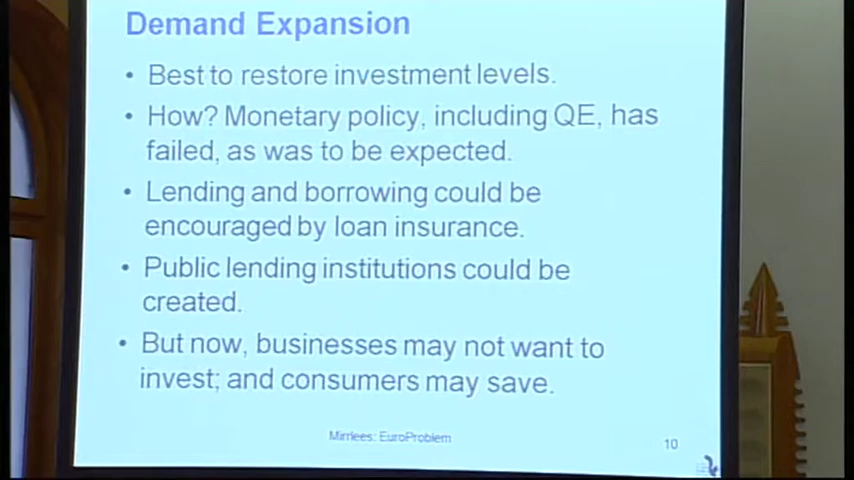 Demand Expansion
• Best to restore investment levels.
• How? Monetary policy, including QE, has
failed, as was to be expected.
• Lending and borrowing could be
encouraged by loan insurance.
• Public lending institutions could be
created.
• But now, businesses may not want to
invest; and consumers may save.
Mirrlees: EuroProblem
10